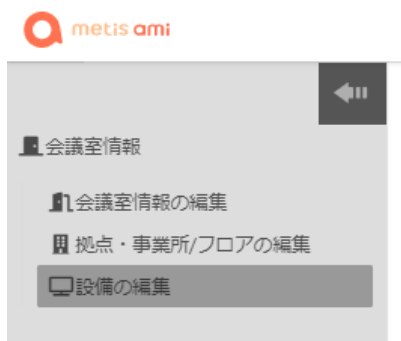 metis ami
会議室情報
会議室情報の編集
拠点・事業所/フロアの編集
設備の編集